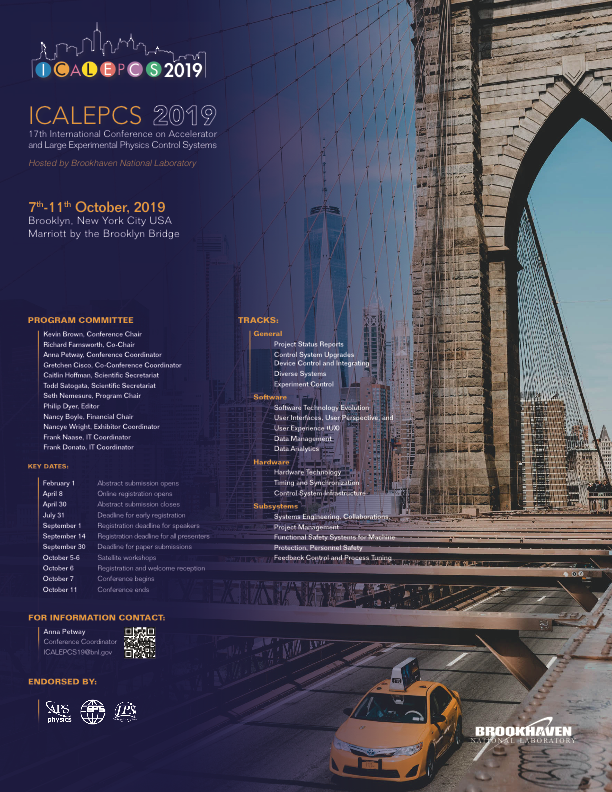 ICALEPCS 2019
ICALEPCS 2019
17th International Conference on Accelerator
and Large Experimental Physics Control Systems
Hosted by Brookhaven National Laboratory
7th-11th October, 2019
Brooklyn, New York City USA
Marriott by the Brooklyn Bridge
PROGRAM COMMITTEE
Kevin Brown, Conference Chair
Richard Farnsworth, Co-Chair
Anna Petway, Conference Coordinator
Gretchen Cisco, Co-Conference Coordinator
Caitlin Hoffman, Scientific Secretariat
Todd Satogata, Scientific Secretariat
Seth Nemesure, Program Chair
Philip Dyer, Editor
Nancy Boyle, Financial Chair
Nancye Wright, Exhibitor Coordinator
Frank Naase, IT Coordinator
Frank Donato, IT Coordinator
KEY DATES:
February 1 Abstract submission opens
April 8 Online registration opens
April 30 Abstract submission closes
July 31 Deadline for early registration
September 1 Registration deadline for speakers
September 14 Registration deadline for all presenters
September 30 Deadline for paper submissions
October 5-6 Satellite workshops
October 6 Registration and welcome reception
October 7 Conference begins
October 11 Conference ends
FOR INFORMATION CONTACT:
Anna Petway
Conference Coordinator
ICALEPCS19@bnl.gov
ENDORSED BY:
APS
physics
EPS
TRACKS:
General
Project Status Reports
Control System Upgrades
Device Control and Integrating
Diverse Systems
Experiment Control
Software
Software Technology Evolution
User Interfaces, User Perspective, and
User Experience (UX)
Data Management
Data Analytics
Hardware
Hardware Technology
Timing and Synchronization
Control System Infrastructure
Subsystems
Systems Engineering, Collaborations,
Project Management
Functional Safety Systems for Machine
Protection, Personnel Safety
Feedback Control and Process Tuning
BROOKHAVEN
NATIONAL LABORATORY